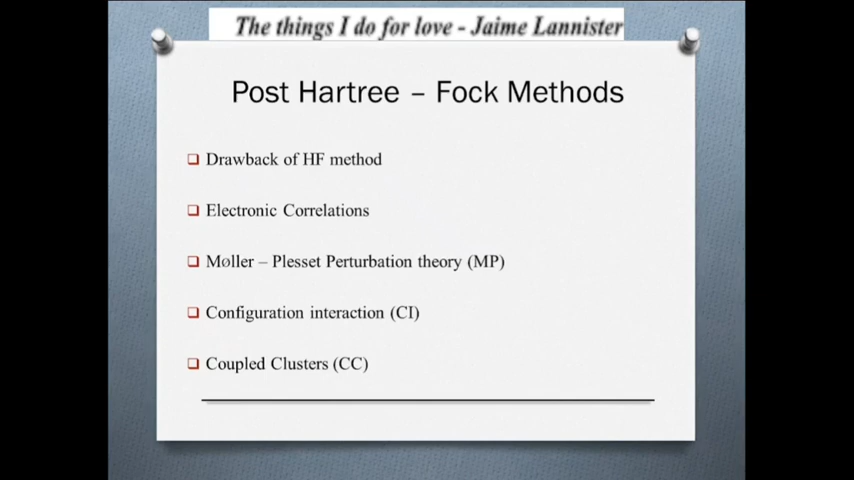 The things I do for love - Jaime Lannister
Post Hartree – Fock Methods
Drawback of HF method
Electronic Correlations
Møller – Plesset Perturbation theory (MP)
Configuration interaction (CI)
Coupled Clusters (CC)